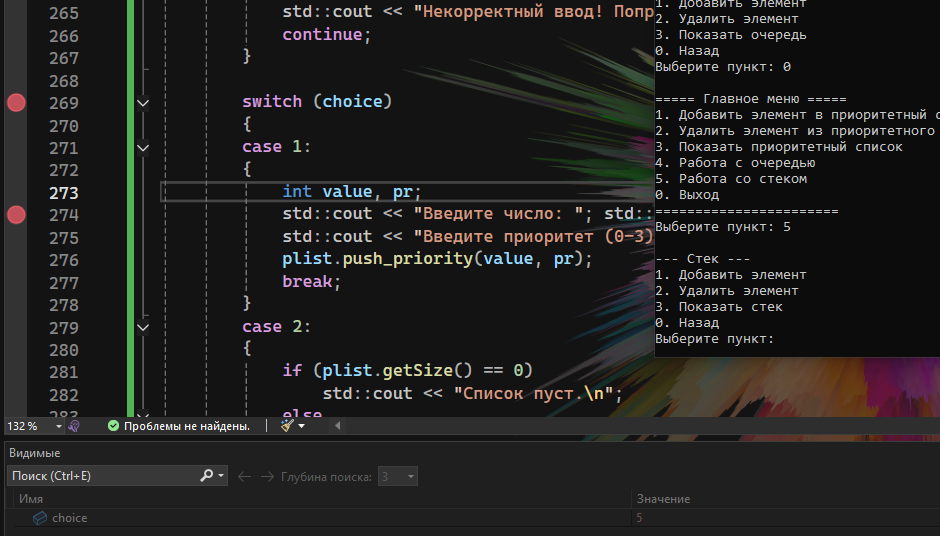 265 std::cout << "Некорректный ввод! Попр
266 continue;
267 }
268
269 switch (choice)
270 {
271 case 1:
272 {
273 int value, pr;
274 std::cout << "Введите число: "; std::
275 std::cout << "Введите приоритет (0-3)
276 plist.push_priority(value, pr);
277 break;
278 }
279 case 2:
280 {
281 if (plist.getSize() == 0)
282 std::cout << "Список пуст.\n";
283 else
1. Добавить элемент
2. Удалить элемент
3. Показать очередь
0. Назад
Выберите пункт: 0
===== Главное меню =====
1. Добавить элемент в приоритетный с
2. Удалить элемент из приоритетного
3. Показать приоритетный список
4. Работа с очередью
5. Работа со стеком
0. Выход
=======================
Выберите пункт: 5
--- Стек ---
1. Добавить элемент
2. Удалить элемент
3. Показать стек
0. Назад
Выберите пункт:
132 % Проблемы не найдены.
Видимые
Поиск (Ctrl+E) Глубина поиска: 3
Имя Значение
choice 5